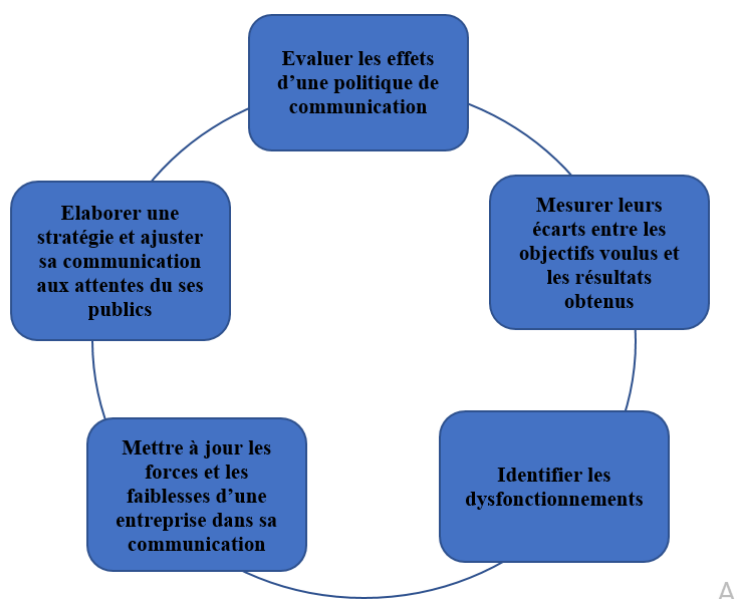 Evaluer les effets
d’une politique de
communication
Mesurer leurs
écarts entre les
objectifs voulus et
les résultats
obtenus
Identifier les
dysfonctionnements
Mettre à jour les
forces et les
faiblesses d’une
entreprise dans sa
communication
Elaborer une
stratégie et ajuster
sa communication
aux attentes du ses
publics
A